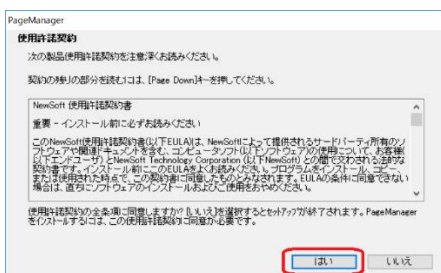 PageManager
使用許諾契約
次の製品使用許諾契約を注意深くお読みください。
契約の残りの部分を読むには、[Page Down]キーを押してください。
NewSoft 使用許諾契約書
重要 - インストール前に必ずお読みください
このNewSoft使用許諾契約書(以下EULA)は、NewSoftによって提供されるサードパーティ所有のソ
フトウェアや関連ドキュメントを含む、コンピュータソフト(以下ソフトウェア)の使用について、お客様(
以下エンドユーザ)とNewSoft Technology Corporation (以下NewSoft) との間で交わされる法的な
契約書です。インストール前にこのEULAをよくお読みください。プログラムをインストール、コピー、
または使用された時点で、この契約書に同意したものとみなされます。EULAの条件に同意できない
場合は、直ちにソフトウェアのインストールおよびご使用をおやめください。
使用許諾契約の全条項に同意しますか?[いいえ]を選択するとセットアップが終了されます。PageManager
をインストールするには、この使用許諾契約に同意が必要です。
はい
いいえ